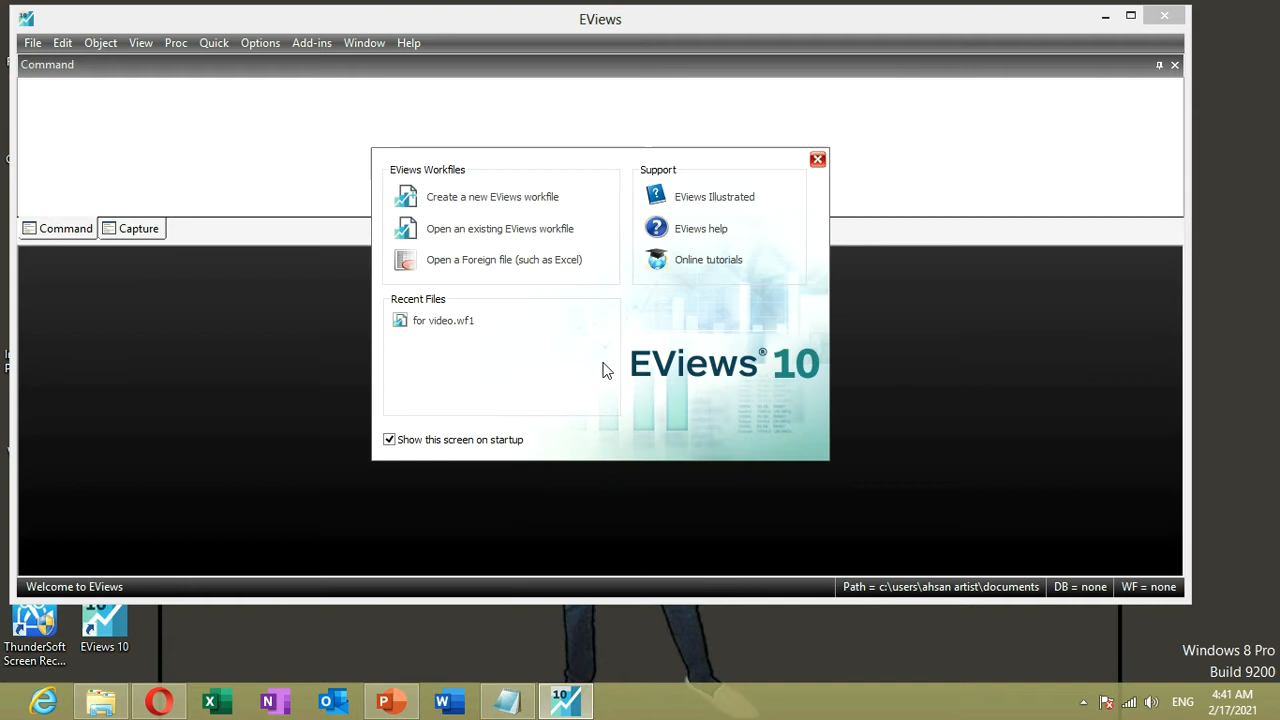 EViews
File Edit Object View Proc Quick Options Add-ins Window Help
Command
EViews Workfiles
Create a new EViews workfile
Open an existing EViews workfile
Open a Foreign file (such as Excel)
Support
EViews Illustrated
EViews help
Online tutorials
Command Capture
Recent Files
for video.wf1
EViews® 10
Show this screen on startup
Welcome to EViews Path = c:\users\ahsan artist\documents DB = none WF = none
ThunderSoft
Screen Rec...
10
EViews 10
Windows 8 Pro
Build 9200
ENG
4:41 AM
2/17/2021